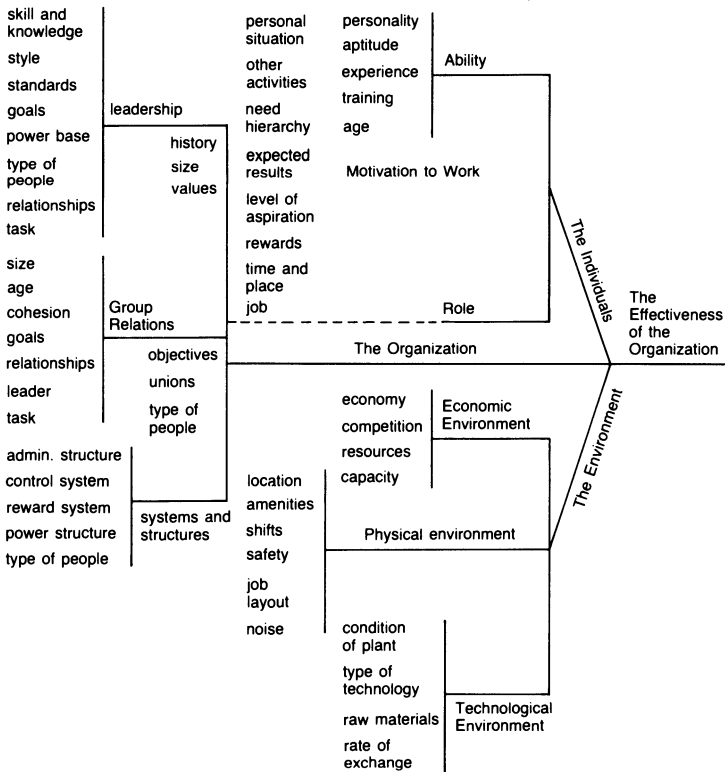 skill and
knowledge
style
standards
goals
power base
type of
people
relationships
task
leadership
history
size
values
personal
situation
other
activities
need
hierarchy
expected
results
level of
aspiration
rewards
time and
place
job
personality
aptitude
experience
training
age
Ability
Motivation to Work
Role
The Individuals
size
age
cohesion
goals
relationships
leader
task
Group
Relations
objectives
unions
type of
people
The Organization
The
Effectiveness
of the
Organization
admin. structure
control system
reward system
power structure
type of people
systems and
structures
economy
competition
resources
capacity
Economic
Environment
The Environment
location
amenities
shifts
safety
job
layout
noise
Physical environment
condition
of plant
type of
technology
raw materials
rate of
exchange
Technological
Environment